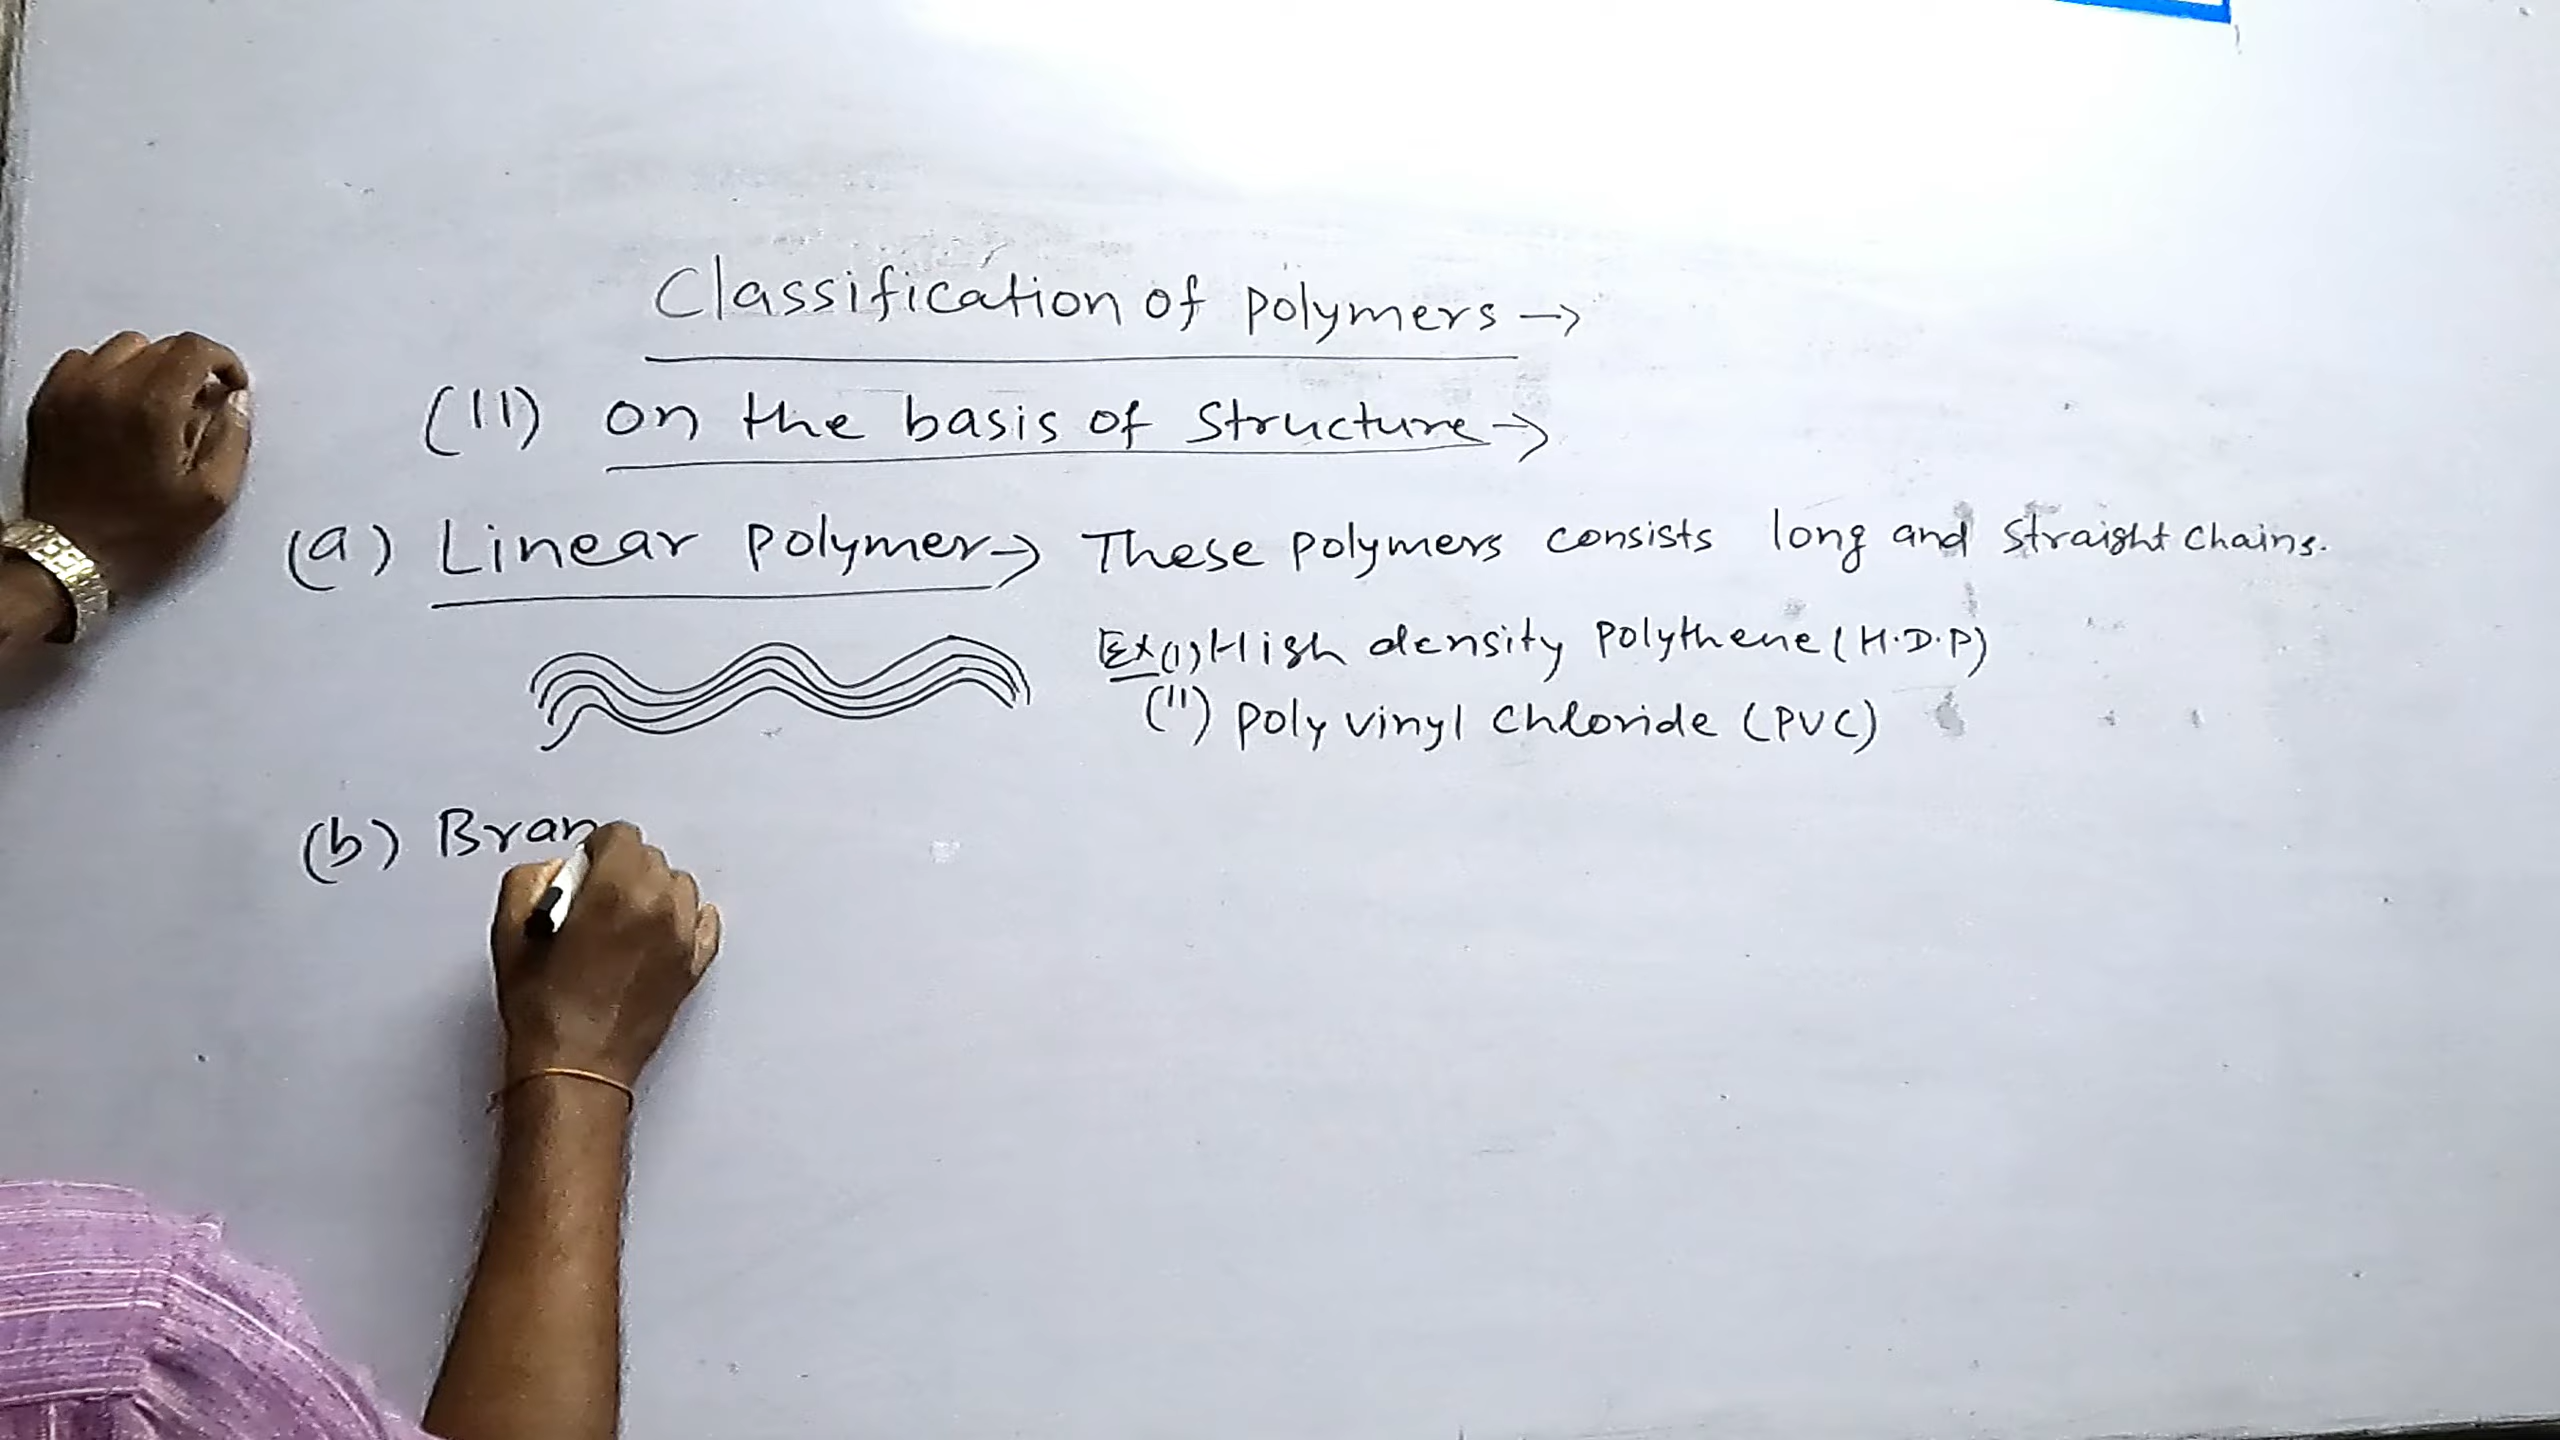 Classification of polymers →
(II) on the basis of Structure →
(a) Linear polymer → These polymers consists long and straight chains.
Ex (i) High density polythene (H.D.P)
(II) poly vinyl chloride (PVC)
(b) Bran